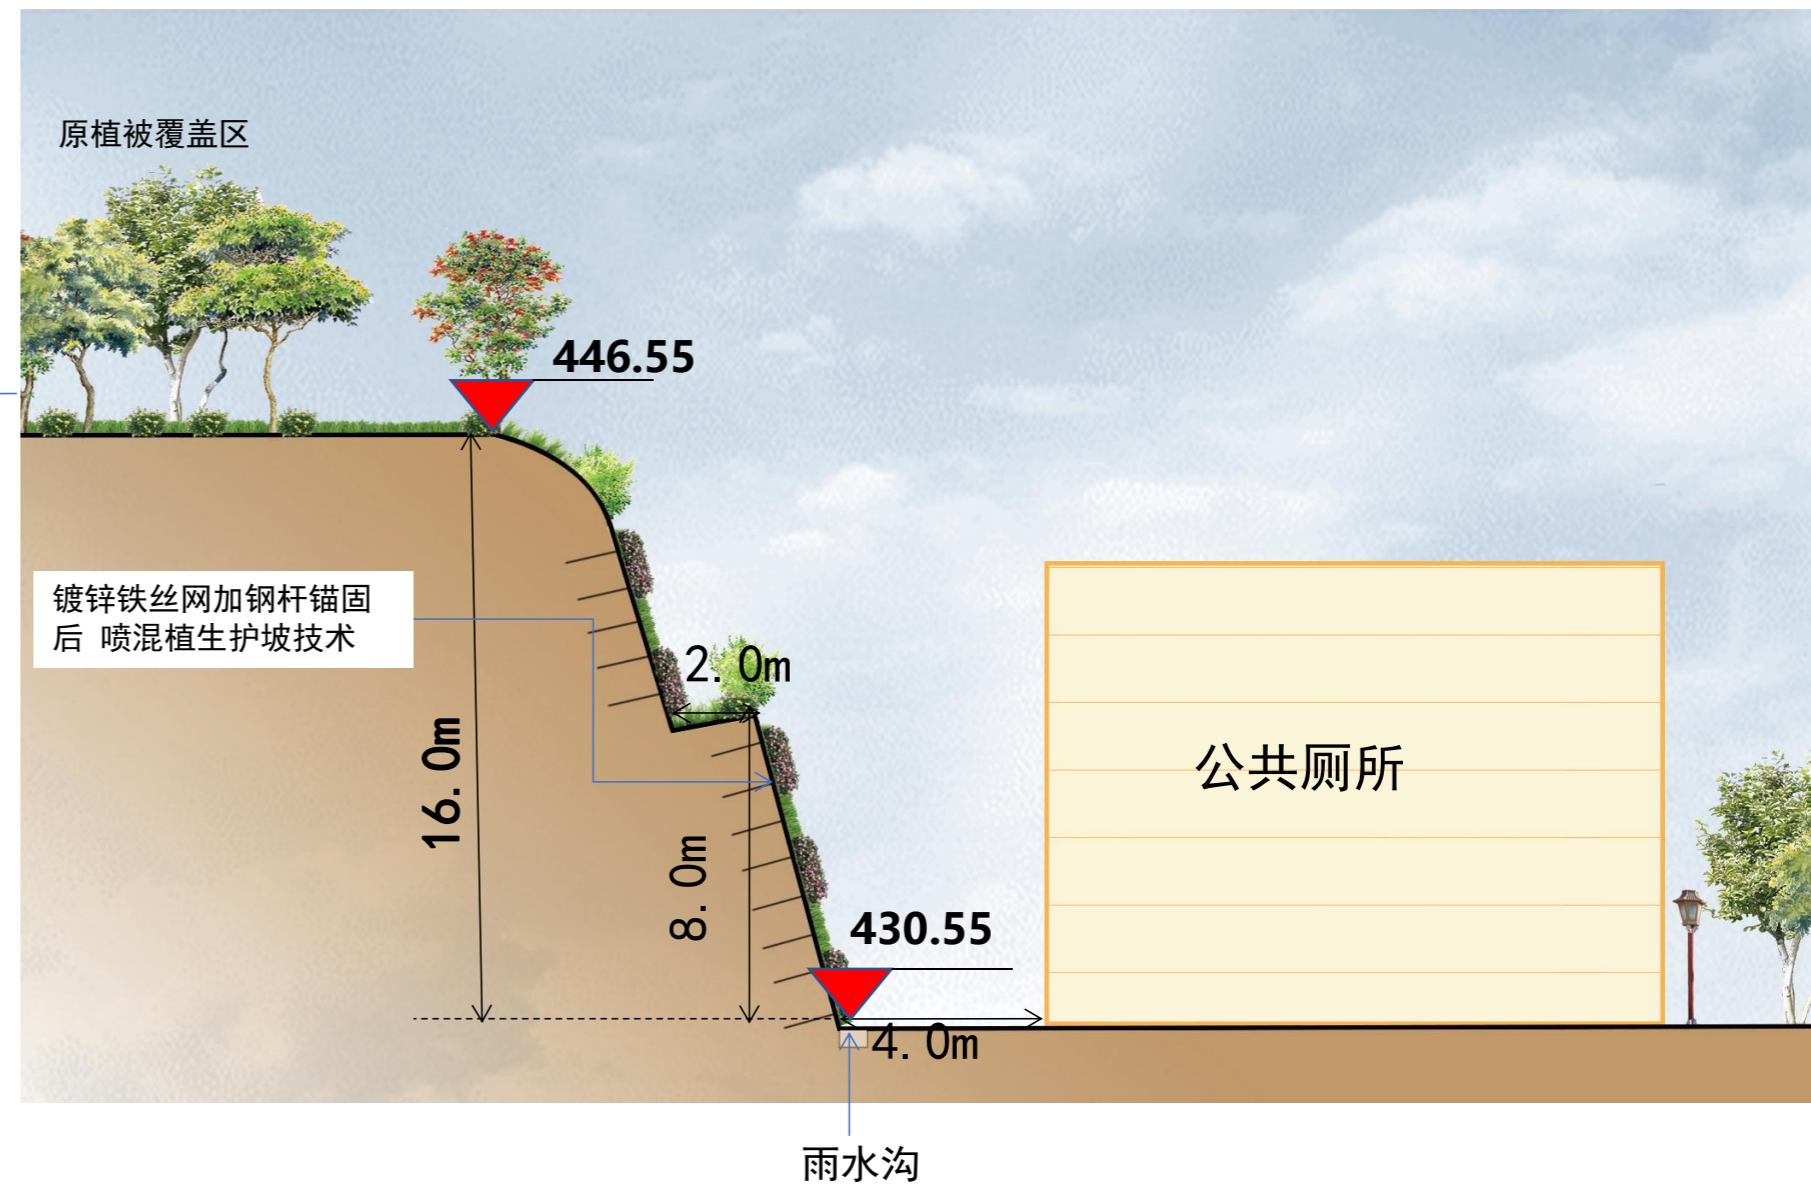 原植被覆盖区
446.55
镀锌铁丝网加钢杆锚固
后 喷混植生护坡技术
2.0m
16.0m
8.0m
公共厕所
430.55
4.0m
雨水沟